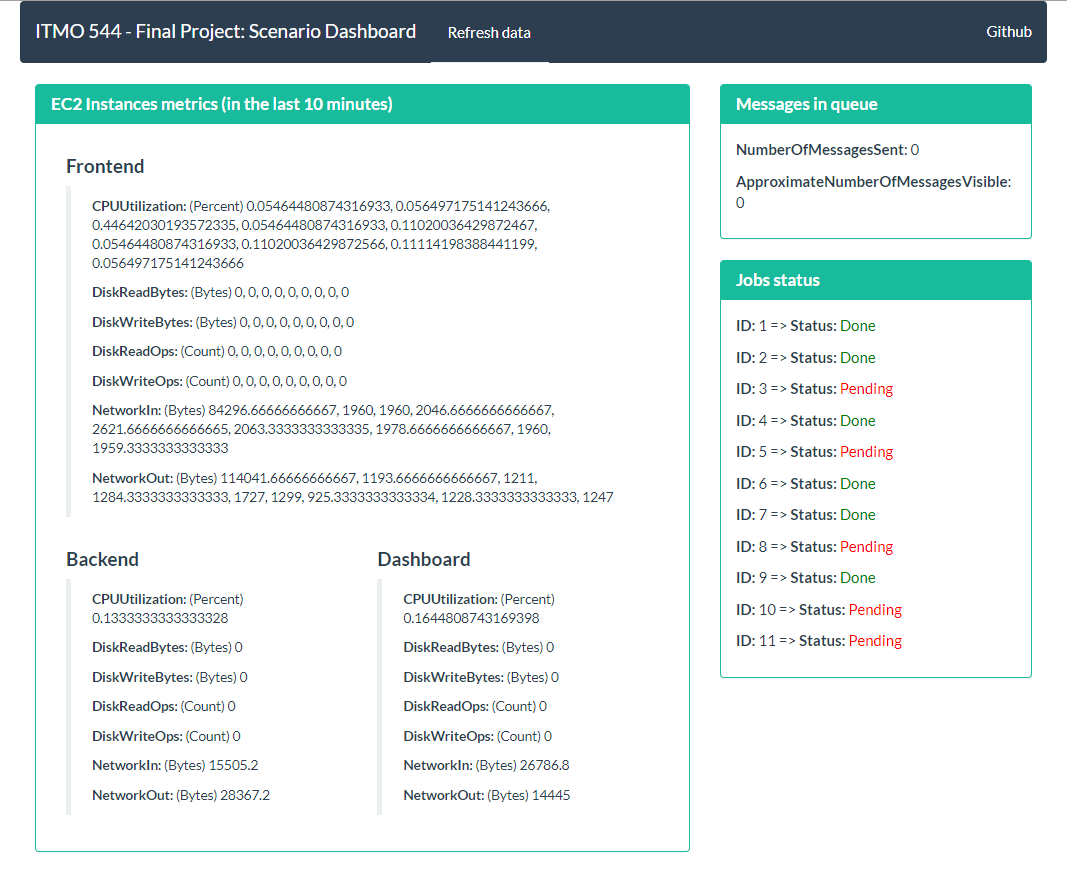 ITMO 544 - Final Project: Scenario Dashboard
Refresh data
Github
EC2 Instances metrics (in the last 10 minutes)
Frontend
CPUUtilization: (Percent) 0.05464480874316933, 0.056497175141243666,
0.44642030193572335, 0.05464480874316933, 0.11020036429872467,
0.05464480874316933, 0.11020036429872566, 0.11114198388441199,
0.056497175141243666
DiskReadBytes: (Bytes) 0, 0, 0, 0, 0, 0, 0, 0, 0
DiskWriteBytes: (Bytes) 0, 0, 0, 0, 0, 0, 0, 0, 0
DiskReadOps: (Count) 0, 0, 0, 0, 0, 0, 0, 0, 0
DiskWriteOps: (Count) 0, 0, 0, 0, 0, 0, 0, 0, 0
NetworkIn: (Bytes) 84296.66666666667, 1960, 1960, 2046.6666666666667,
2621.6666666666665, 2063.3333333333335, 1978.6666666666667, 1960,
1959.3333333333333
NetworkOut: (Bytes) 114041.66666666667, 1193.6666666666667, 1211,
1284.3333333333333, 1727, 1299, 925.3333333333334, 1228.3333333333333, 1247
Backend
CPUUtilization: (Percent)
0.1333333333333328
DiskReadBytes: (Bytes) 0
DiskWriteBytes: (Bytes) 0
DiskReadOps: (Count) 0
DiskWriteOps: (Count) 0
NetworkIn: (Bytes) 15505.2
NetworkOut: (Bytes) 28367.2
Dashboard
CPUUtilization: (Percent)
0.1644808743169398
DiskReadBytes: (Bytes) 0
DiskWriteBytes: (Bytes) 0
DiskReadOps: (Count) 0
DiskWriteOps: (Count) 0
NetworkIn: (Bytes) 26786.8
NetworkOut: (Bytes) 14445
Messages in queue
NumberOfMessagesSent: 0
ApproximateNumberOfMessagesVisible:
0
Jobs status
ID: 1 => Status: Done
ID: 2 => Status: Done
ID: 3 => Status: Pending
ID: 4 => Status: Done
ID: 5 => Status: Pending
ID: 6 => Status: Done
ID: 7 => Status: Done
ID: 8 => Status: Pending
ID: 9 => Status: Done
ID: 10 => Status: Pending
ID: 11 => Status: Pending